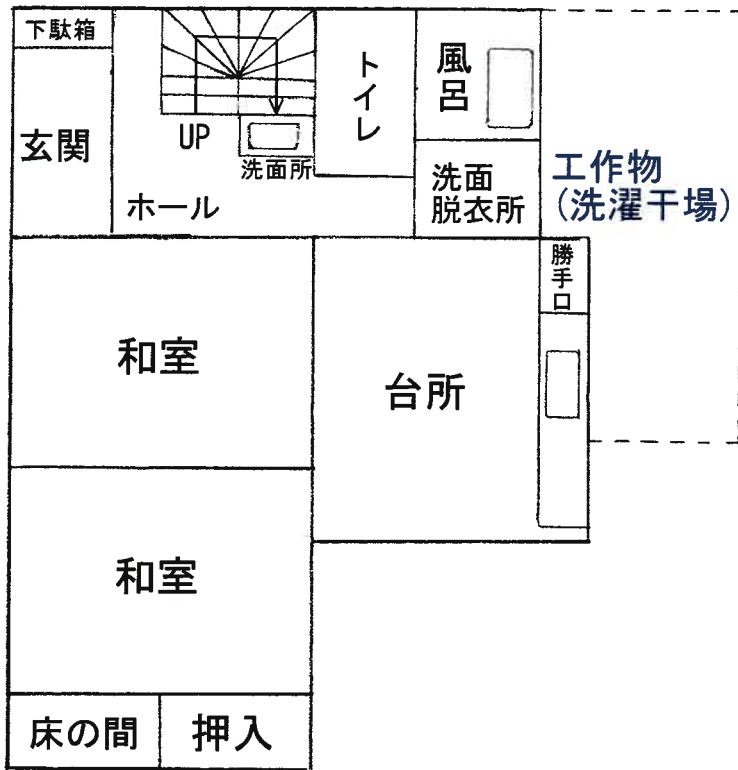 下駄箱
玄関
UP
洗面所
ホール
トイレ
風呂
洗面
脱衣所
工作物
(洗濯干場)
勝手口
和室
台所
和室
床の間
押入